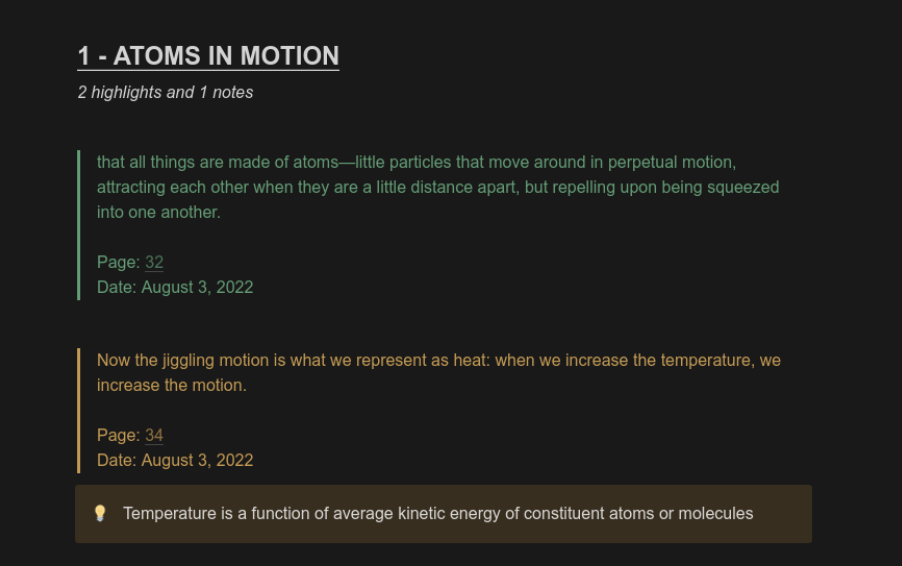 1 - ATOMS IN MOTION
2 highlights and 1 notes
that all things are made of atoms—little particles that move around in perpetual motion,
attracting each other when they are a little distance apart, but repelling upon being squeezed
into one another.
Page: 32
Date: August 3, 2022
Now the jiggling motion is what we represent as heat: when we increase the temperature, we
increase the motion.
Page: 34
Date: August 3, 2022
Temperature is a function of average kinetic energy of constituent atoms or molecules